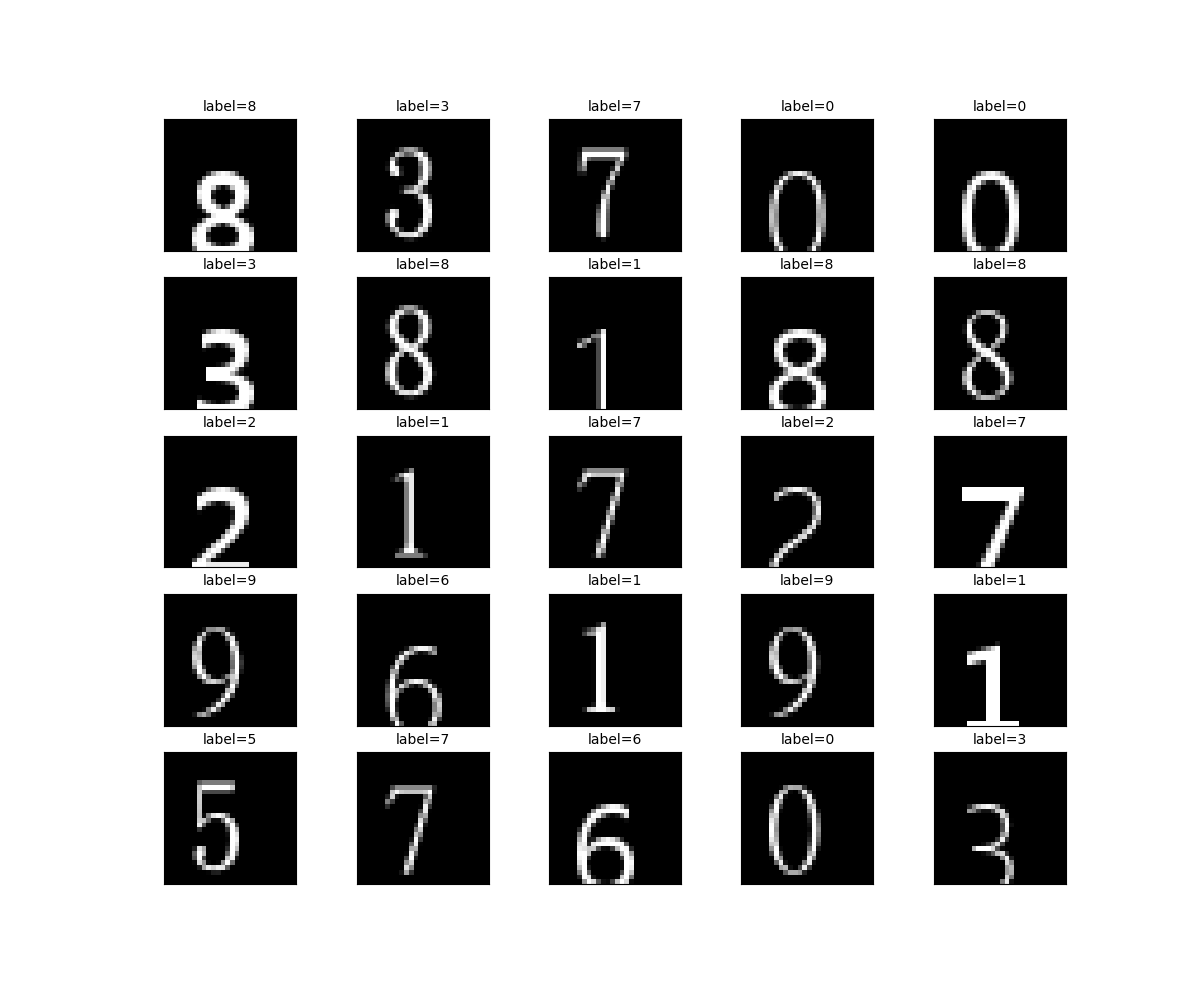 label=8 label=3 label=7 label=0 label=0
8 3 7 0 0
label=3 label=8 label=1 label=8 label=8
3 8 1 8 8
label=2 label=1 label=7 label=2 label=7
2 1 7 2 7
label=9 label=6 label=1 label=9 label=1
9 6 1 9 1
label=5 label=7 label=6 label=0 label=3
5 7 6 0 3